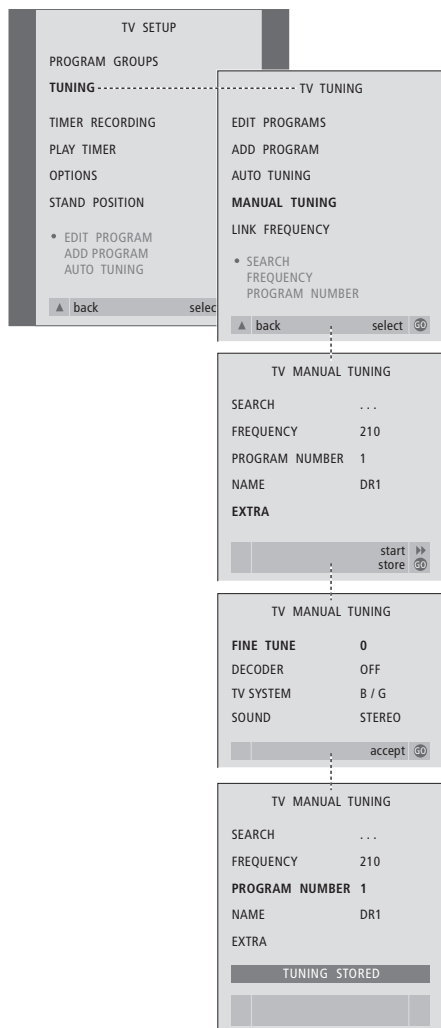 TV SETUP
PROGRAM GROUPS
TUNING
TIMER RECORDING
PLAY TIMER
OPTIONS
STAND POSITION
• EDIT PROGRAM
ADD PROGRAM
AUTO TUNING
▲ back selec
TV TUNING
EDIT PROGRAMS
ADD PROGRAM
AUTO TUNING
MANUAL TUNING
LINK FREQUENCY
• SEARCH
FREQUENCY
PROGRAM NUMBER
▲ back select GO
TV MANUAL TUNING
SEARCH . . .
FREQUENCY 210
PROGRAM NUMBER 1
NAME DR1
EXTRA
start
store GO
TV MANUAL TUNING
FINE TUNE 0
DECODER OFF
TV SYSTEM B / G
SOUND STEREO
accept GO
TV MANUAL TUNING
SEARCH . . .
FREQUENCY 210
PROGRAM NUMBER 1
NAME DR1
EXTRA
TUNING STORED